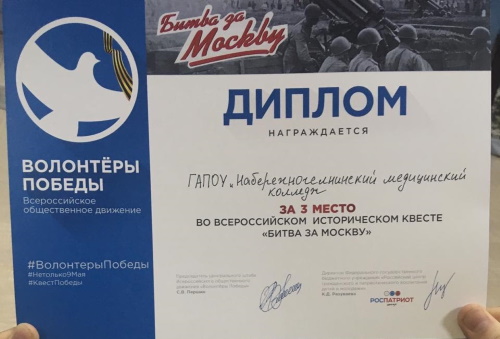 Битва за
Москву
ДИПЛОМ
НАГРАЖДАЕТСЯ
ГАПОУ „Набережночелнинский медицинский
колледж
ЗА 3 МЕСТО
ВО ВСЕРОССИЙСКОМ ИСТОРИЧЕСКОМ КВЕСТЕ
«БИТВА ЗА МОСКВУ»
ВОЛОНТЁРЫ
ПОБЕДЫ
Всероссийское
общественное движение
#ВолонтерыПобеды
#Нетолько9Мая
#КвестПобеды
РОСПАТРИОТ